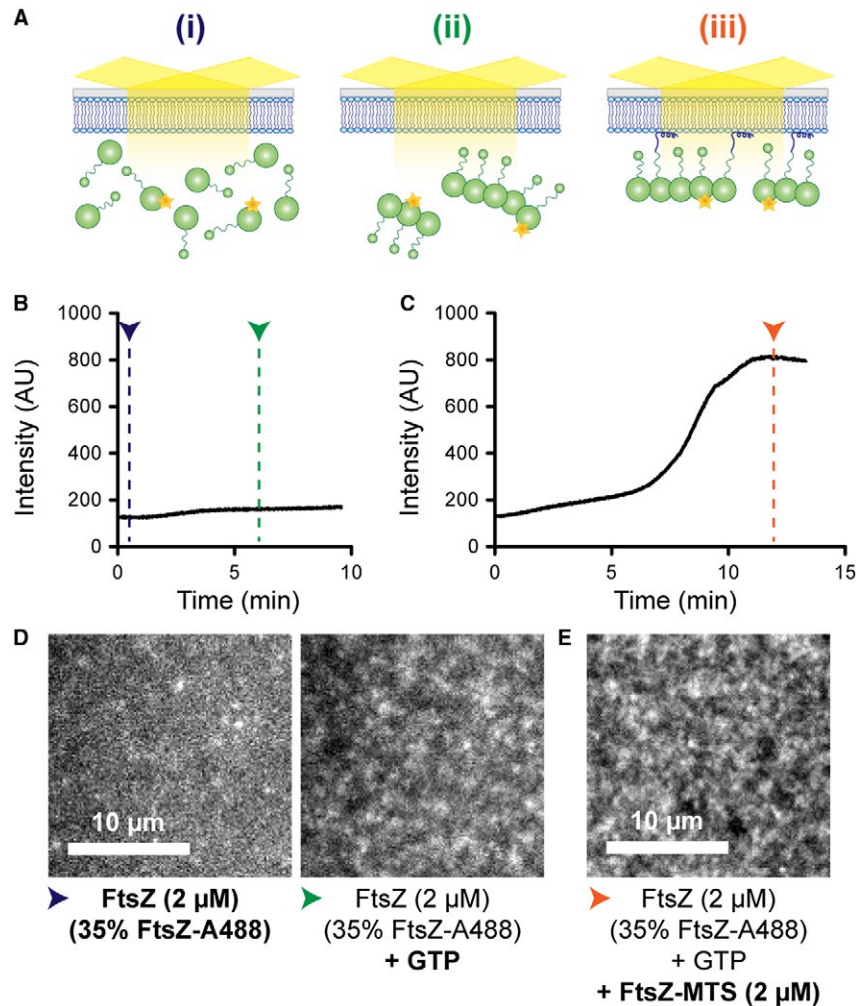 A
(i)
(ii)
(iii)
B
1000
800
600
400
200
0
Intensity (AU)
0
5
10
Time (min)
C
1000
800
600
400
200
0
Intensity (AU)
0
5
10
15
Time (min)
D
10 µm
FtsZ (2 µM)
(35% FtsZ-A488)
FtsZ (2 µM)
(35% FtsZ-A488)
+ GTP
E
10 µm
FtsZ (2 µM)
(35% FtsZ-A488)
+ GTP
+ FtsZ-MTS (2 µM)